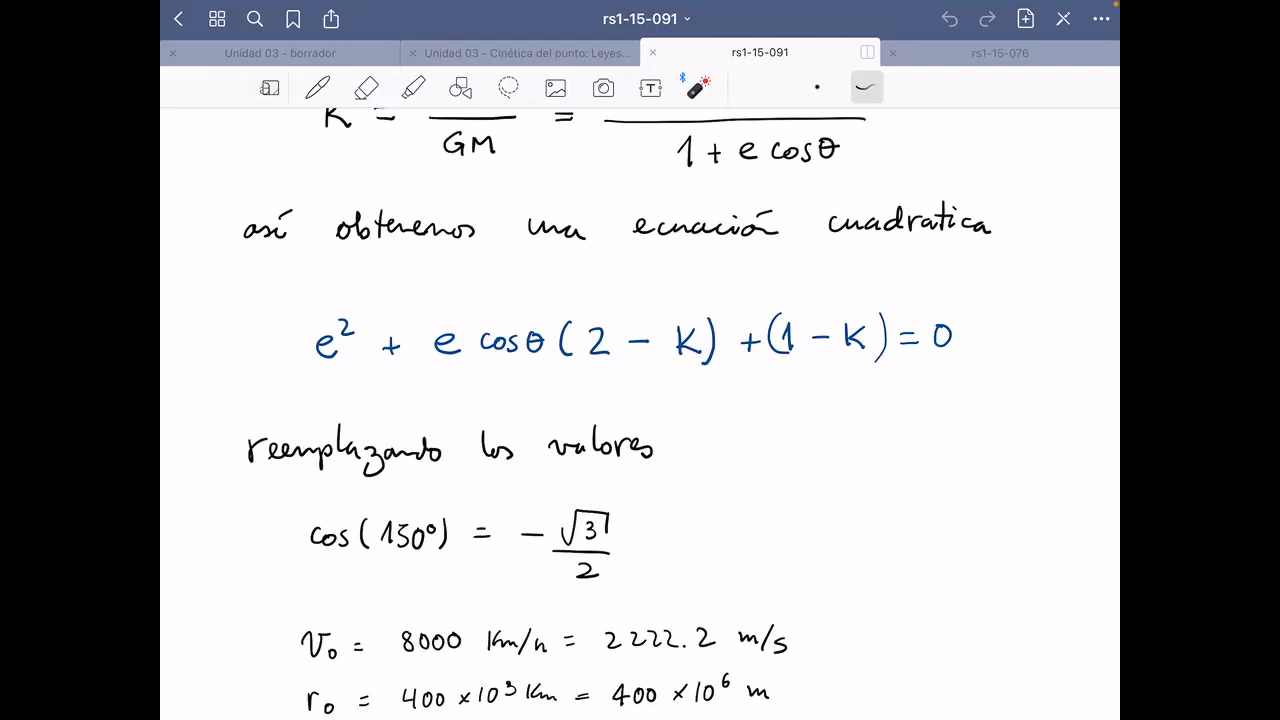 rs1-15-091
Unidad 03 - borrador
Unidad 03 - Cinética del punto: Leyes...
rs1-15-091
rs1-15-076
K = / GM = / 1 + e cosθ
así obtenemos una ecuación cuadratica
e² + e cosθ ( 2 - K ) + (1 - K ) = 0
reemplazando los valores
cos( 150° ) = - √3 / 2
V₀ = 8000 Km/h = 2222.2 m/s
r₀ = 400 × 10³ Km = 400 × 10⁶ m